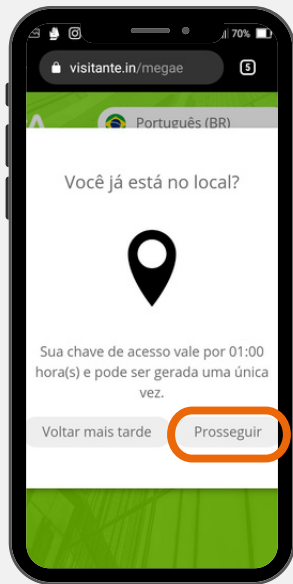 70%
visitante.in/megae
5
A
Português (BR)
Você já está no local?
Sua chave de acesso vale por 01:00
hora(s) e pode ser gerada uma única
vez.
Voltar mais tarde
Prosseguir